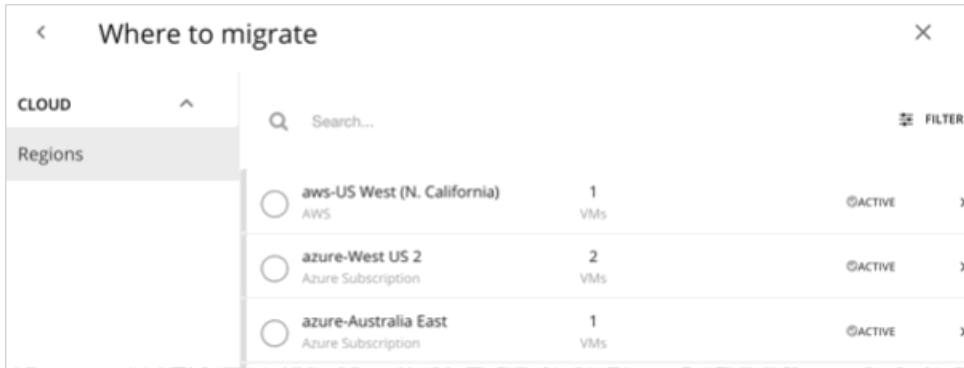 Where to migrate
CLOUD
Regions
Search...
FILTER
aws-US West (N. California)
AWS
1
VMs
ACTIVE
azure-West US 2
Azure Subscription
2
VMs
ACTIVE
azure-Australia East
Azure Subscription
1
VMs
ACTIVE